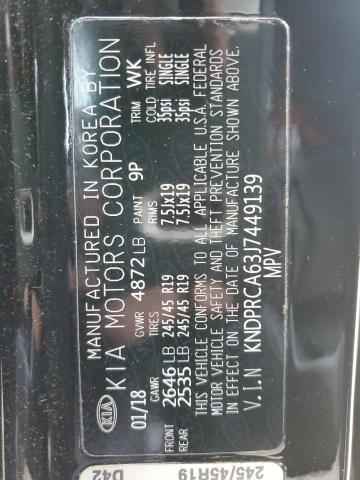 MANUFACTURED IN KOREA BY
KIA KIA MOTORS CORPORATION
01/18 GVWR 4872 LB PAINT 9P TRIM WK
GAWR TIRES RIMS COLD TIRE INFL
FRONT 2646 LB 245/45 R19 7.5Jx19 35psi SINGLE
REAR 2535 LB 245/45 R19 7.5Jx19 35psi SINGLE
THIS VEHICLE CONFORMS TO ALL APPLICABLE U.S.A. FEDERAL
MOTOR VEHICLE SAFETY AND THEFT PREVENTION STANDARDS
IN EFFECT ON THE DATE OF MANUFACTURE SHOWN ABOVE.
V.I.N KNDPRCA63J7449139
MPV
D42
245/45R19